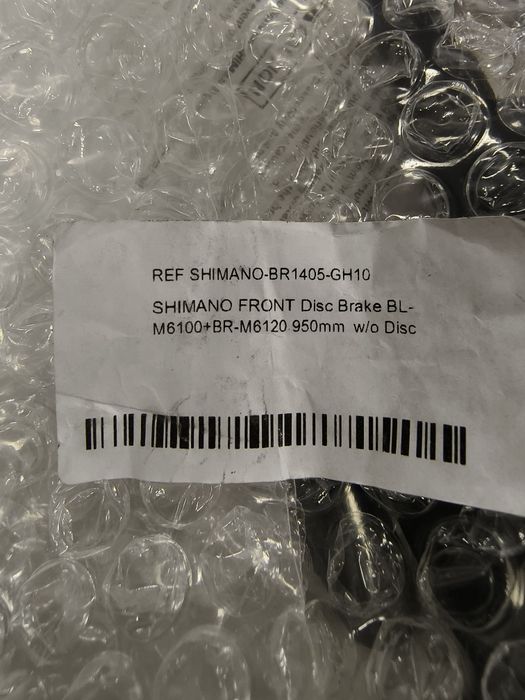 REF SHIMANO-BR1405-GH10
SHIMANO FRONT Disc Brake BL-
M6100+BR-M6120 950mm w/o Disc